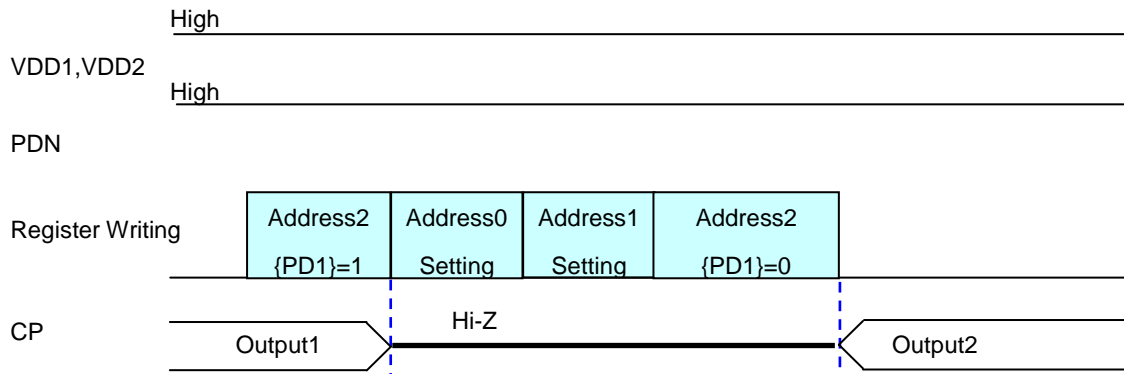 High
VDD1,VDD2
High
PDN
Register Writing
Address2 Address0 Address1 Address2
{PD1}=1 Setting Setting {PD1}=0
CP
Hi-Z
Output1 Output2